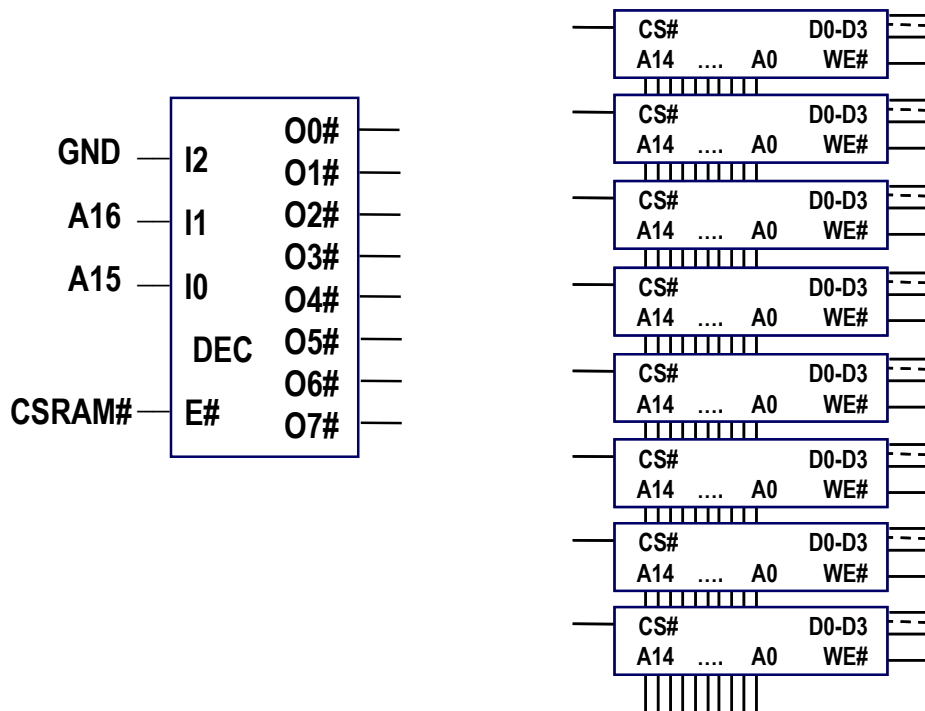 GND
A16
A15
CSRAM#
I2
I1
I0
DEC
E#
O0#
O1#
O2#
O3#
O4#
O5#
O6#
O7#
CS# D0-D3
A14 .... A0 WE#
CS# D0-D3
A14 .... A0 WE#
CS# D0-D3
A14 .... A0 WE#
CS# D0-D3
A14 .... A0 WE#
CS# D0-D3
A14 .... A0 WE#
CS# D0-D3
A14 .... A0 WE#
CS# D0-D3
A14 .... A0 WE#
CS# D0-D3
A14 .... A0 WE#